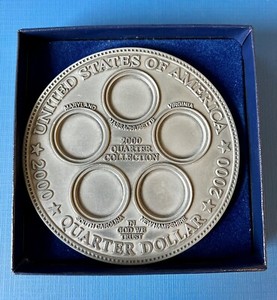 UNITED STATES OF AMERICA
MARYLAND
MASSACHUSETTS
VIRGINIA
2000
QUARTER
COLLECTION
SOUTH CAROLINA
NEW HAMPSHIRE
IN
GOD WE
TRUST
2000
2000
QUARTER DOLLAR